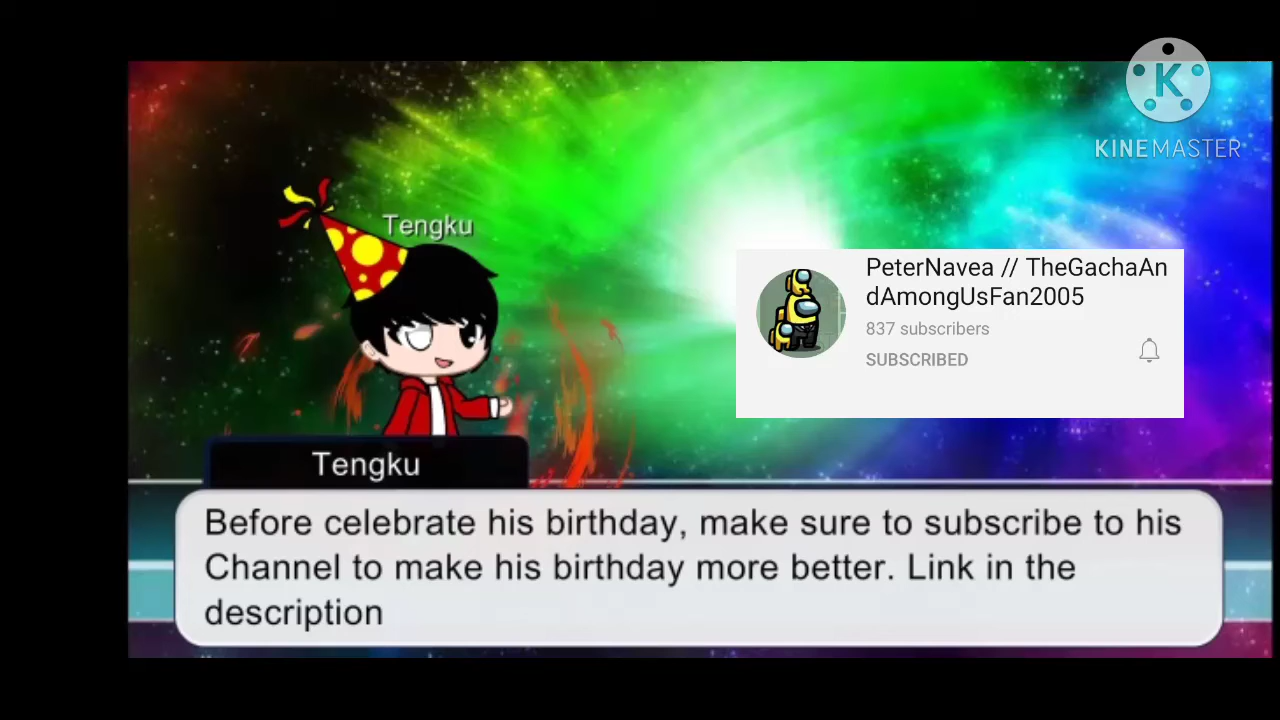 K
KINEMASTER
Tengku
PeterNavea // TheGachaAn
dAmongUsFan2005
837 subscribers
SUBSCRIBED
Tengku
Before celebrate his birthday, make sure to subscribe to his
Channel to make his birthday more better. Link in the
description